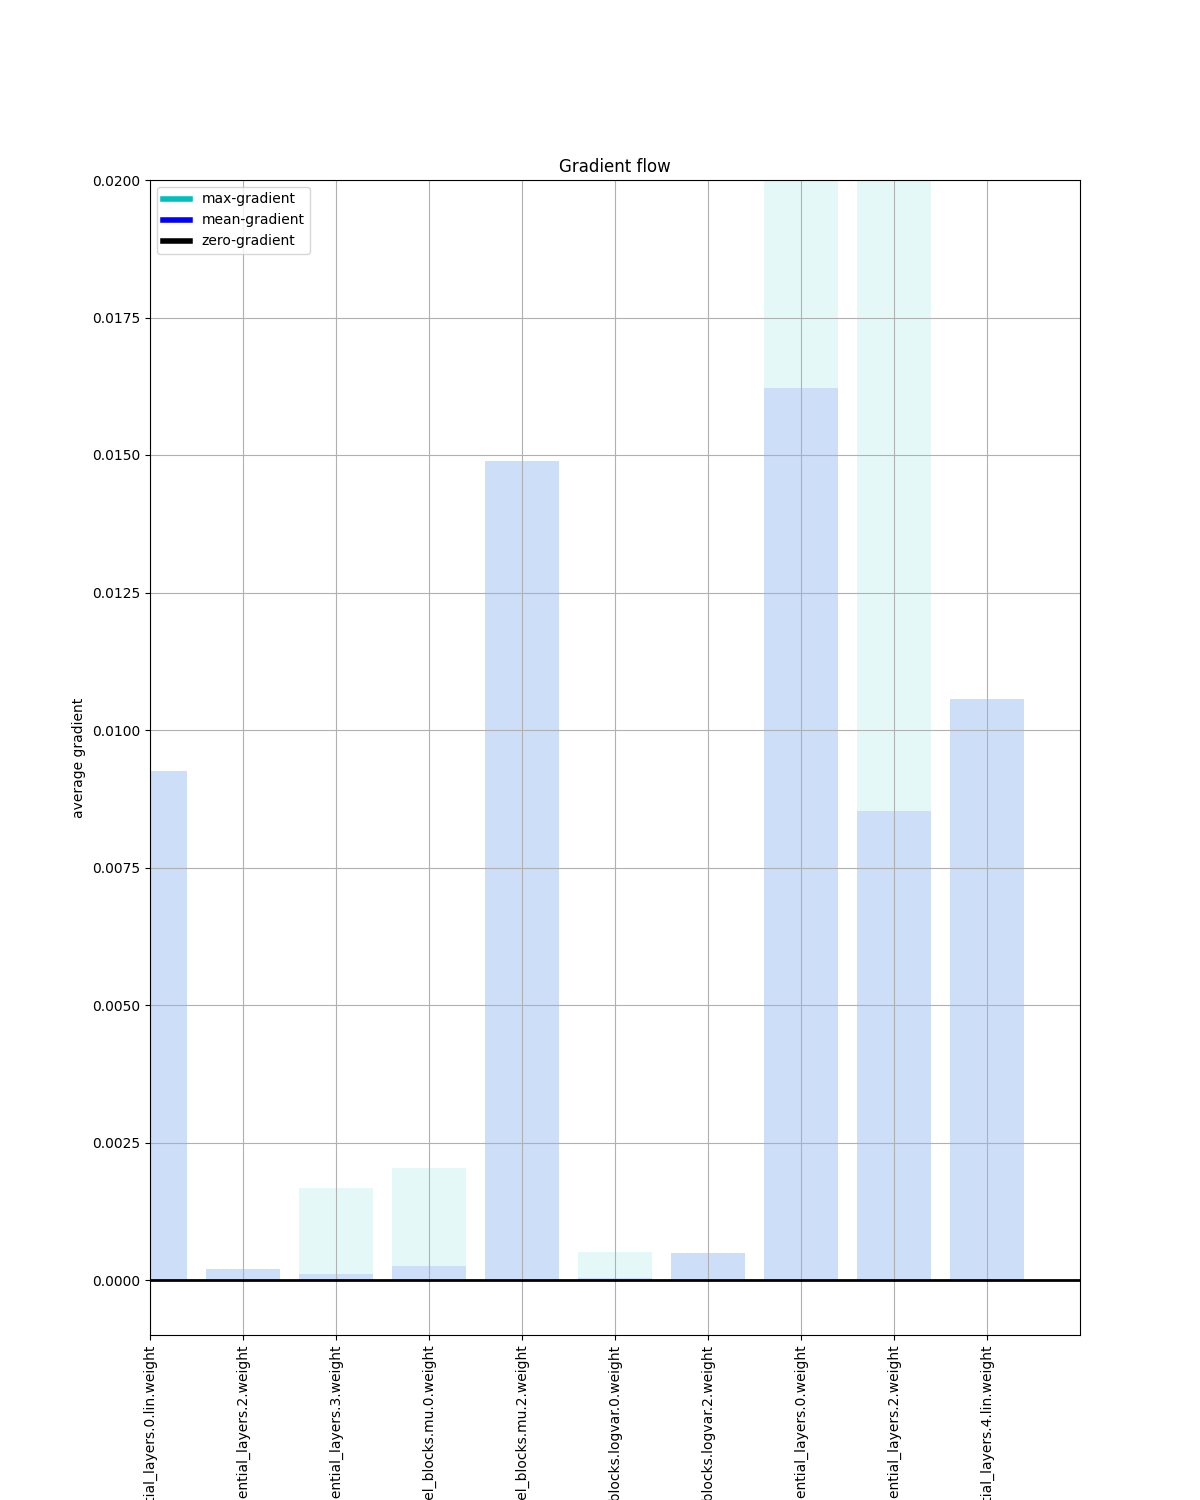 Gradient flow
max-gradient
mean-gradient
zero-gradient
0.0200
0.0175
0.0150
0.0125
0.0100
0.0075
0.0050
0.0025
0.0000
average gradient
tial_layers.0.lin.weight
ential_layers.2.weight
ential_layers.3.weight
el_blocks.mu.0.weight
el_blocks.mu.2.weight
blocks.logvar.0.weight
blocks.logvar.2.weight
ential_layers.0.weight
ential_layers.2.weight
tial_layers.4.lin.weight